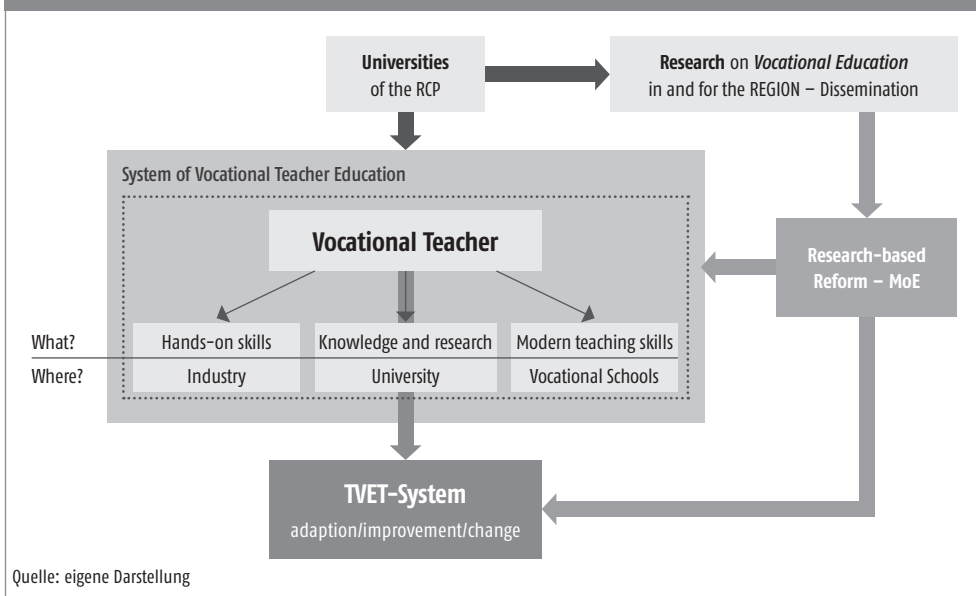 Universities
of the RCP
Research on Vocational Education
in and for the REGION – Dissemination
System of Vocational Teacher Education
Vocational Teacher
Research-based
Reform – MoE
What?
Hands-on skills
Knowledge and research
Modern teaching skills
Where?
Industry
University
Vocational Schools
TVET-System
adaption/improvement/change
Quelle: eigene Darstellung